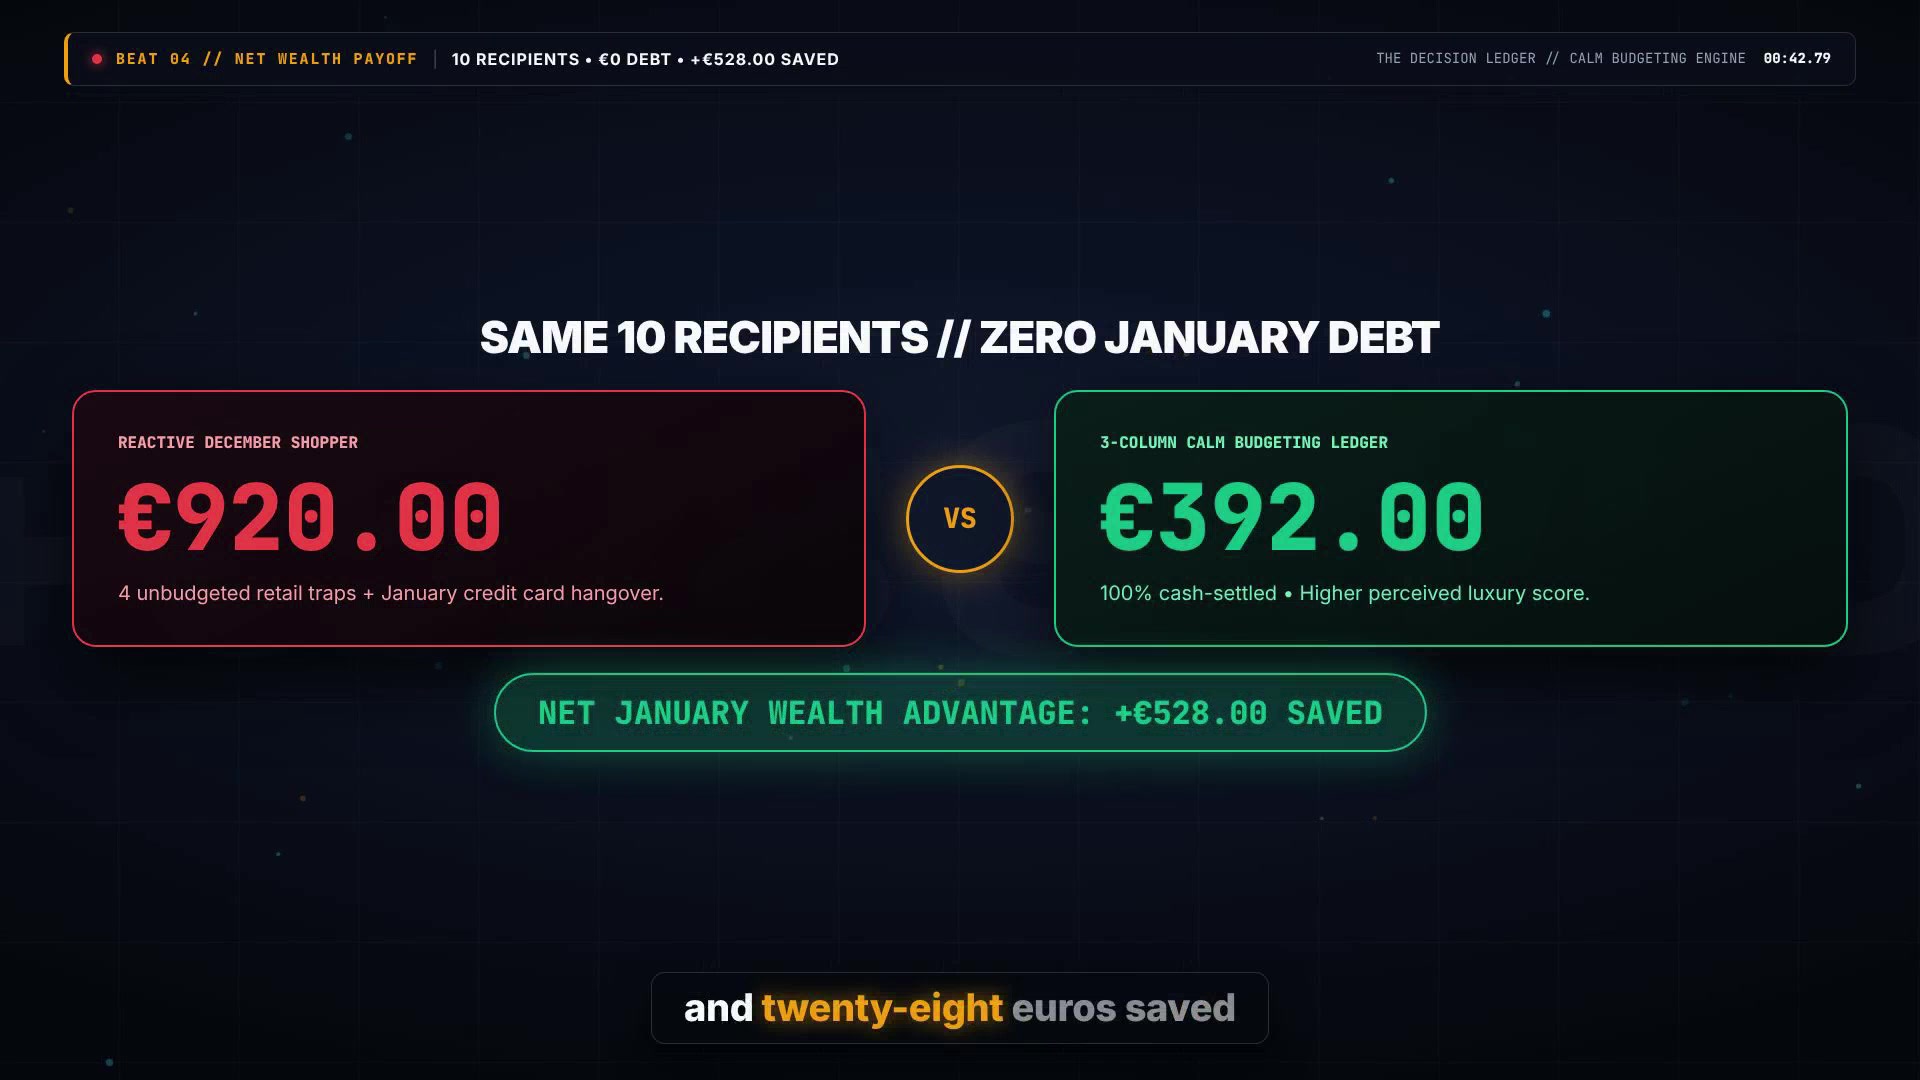 BEAT 04 // NET WEALTH PAYOFF
10 RECIPIENTS • €0 DEBT • +€528.00 SAVED
THE DECISION LEDGER // CALM BUDGETING ENGINE 00:42.79
SAME 10 RECIPIENTS // ZERO JANUARY DEBT
REACTIVE DECEMBER SHOPPER
€920.00
4 unbudgeted retail traps + January credit card hangover.
VS
3-COLUMN CALM BUDGETING LEDGER
€392.00
100% cash-settled • Higher perceived luxury score.
NET JANUARY WEALTH ADVANTAGE: +€528.00 SAVED
and twenty-eight euros saved